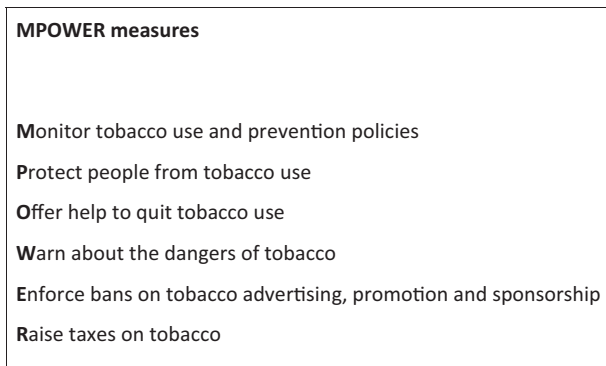 MPOWER measures
Monitor tobacco use and prevention policies
Protect people from tobacco use
Offer help to quit tobacco use
Warn about the dangers of tobacco
Enforce bans on tobacco advertising, promotion and sponsorship
Raise taxes on tobacco